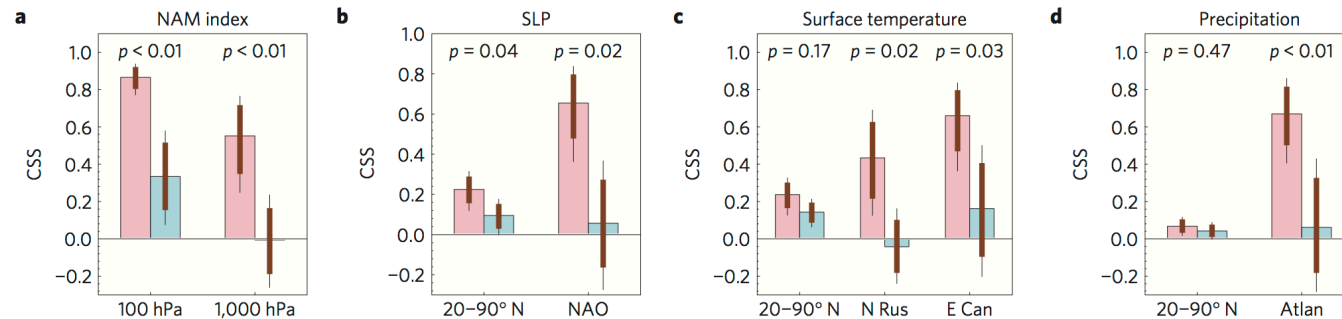 a NAM index
CSS
1.0
0.8
0.6
0.4
0.2
0.0
−0.2
p < 0.01 p < 0.01
100 hPa 1,000 hPa
b SLP
CSS
1.0
0.8
0.6
0.4
0.2
0.0
−0.2
p = 0.04 p = 0.02
20–90° N NAO
c Surface temperature
CSS
1.0
0.8
0.6
0.4
0.2
0.0
−0.2
p = 0.17 p = 0.02 p = 0.03
20–90° N N Rus E Can
d Precipitation
CSS
1.0
0.8
0.6
0.4
0.2
0.0
−0.2
p = 0.47 p < 0.01
20–90° N Atlan